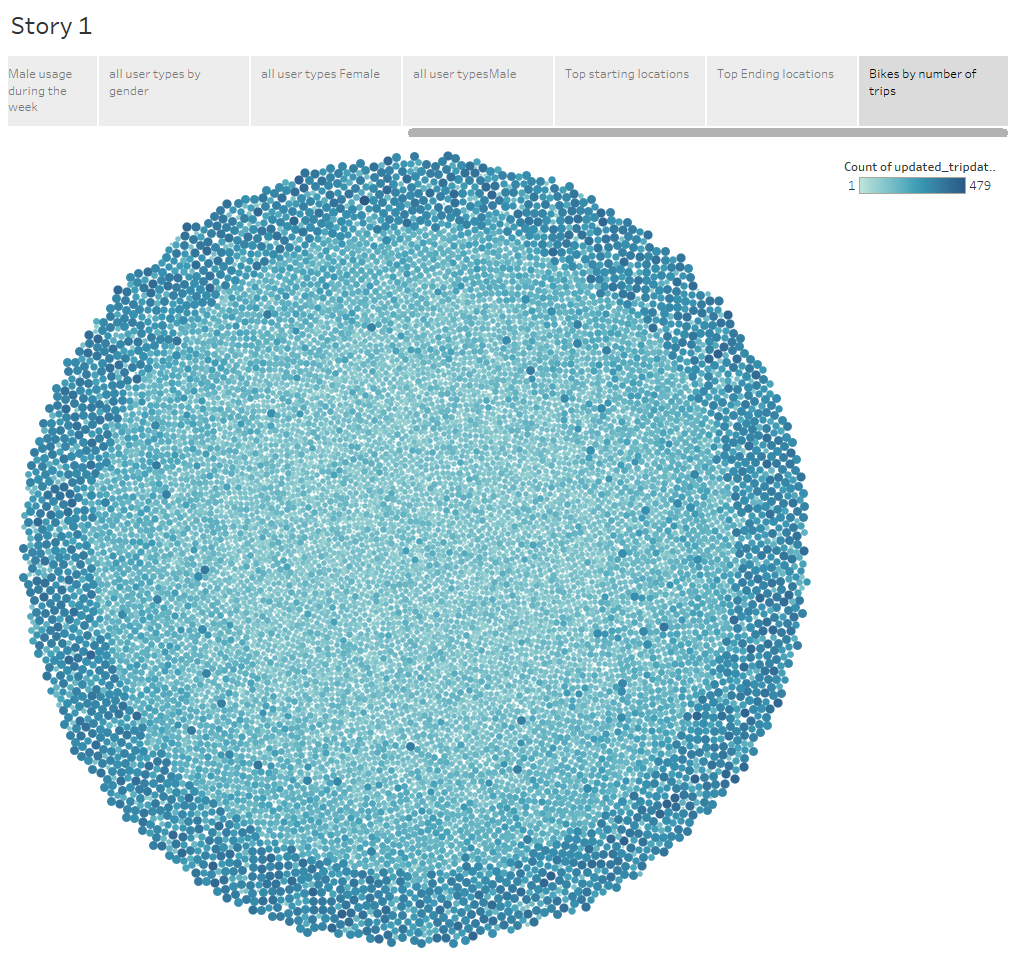 Story 1
Male usage
during the
week
all user types by
gender
all user types Female
all user typesMale
Top starting locations
Top Ending locations
Bikes by number of
trips
Count of updated_tripdat..
1 479